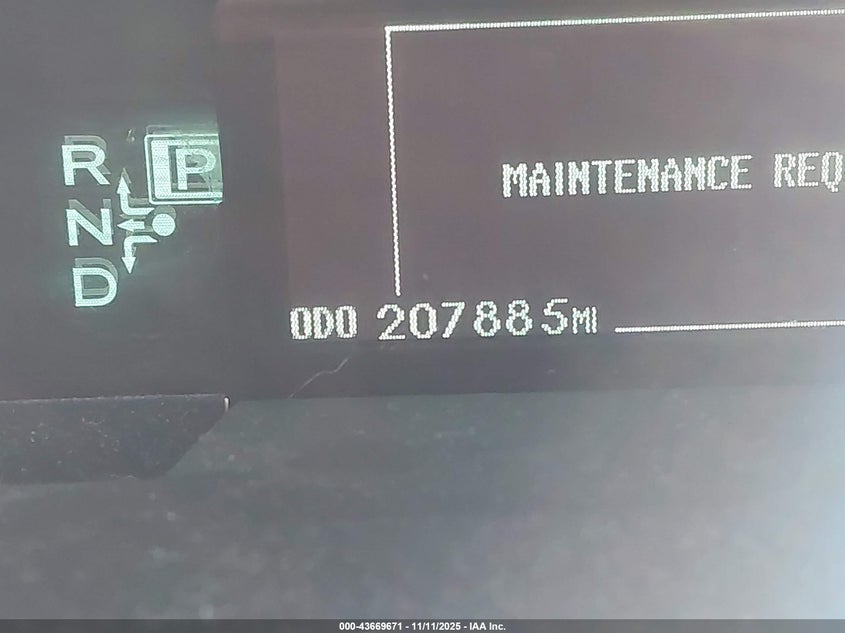 R P
N
D
MAINTENANCE REQ
ODO 207885MI
000-43669671 - 11/11/2025 - IAA Inc.